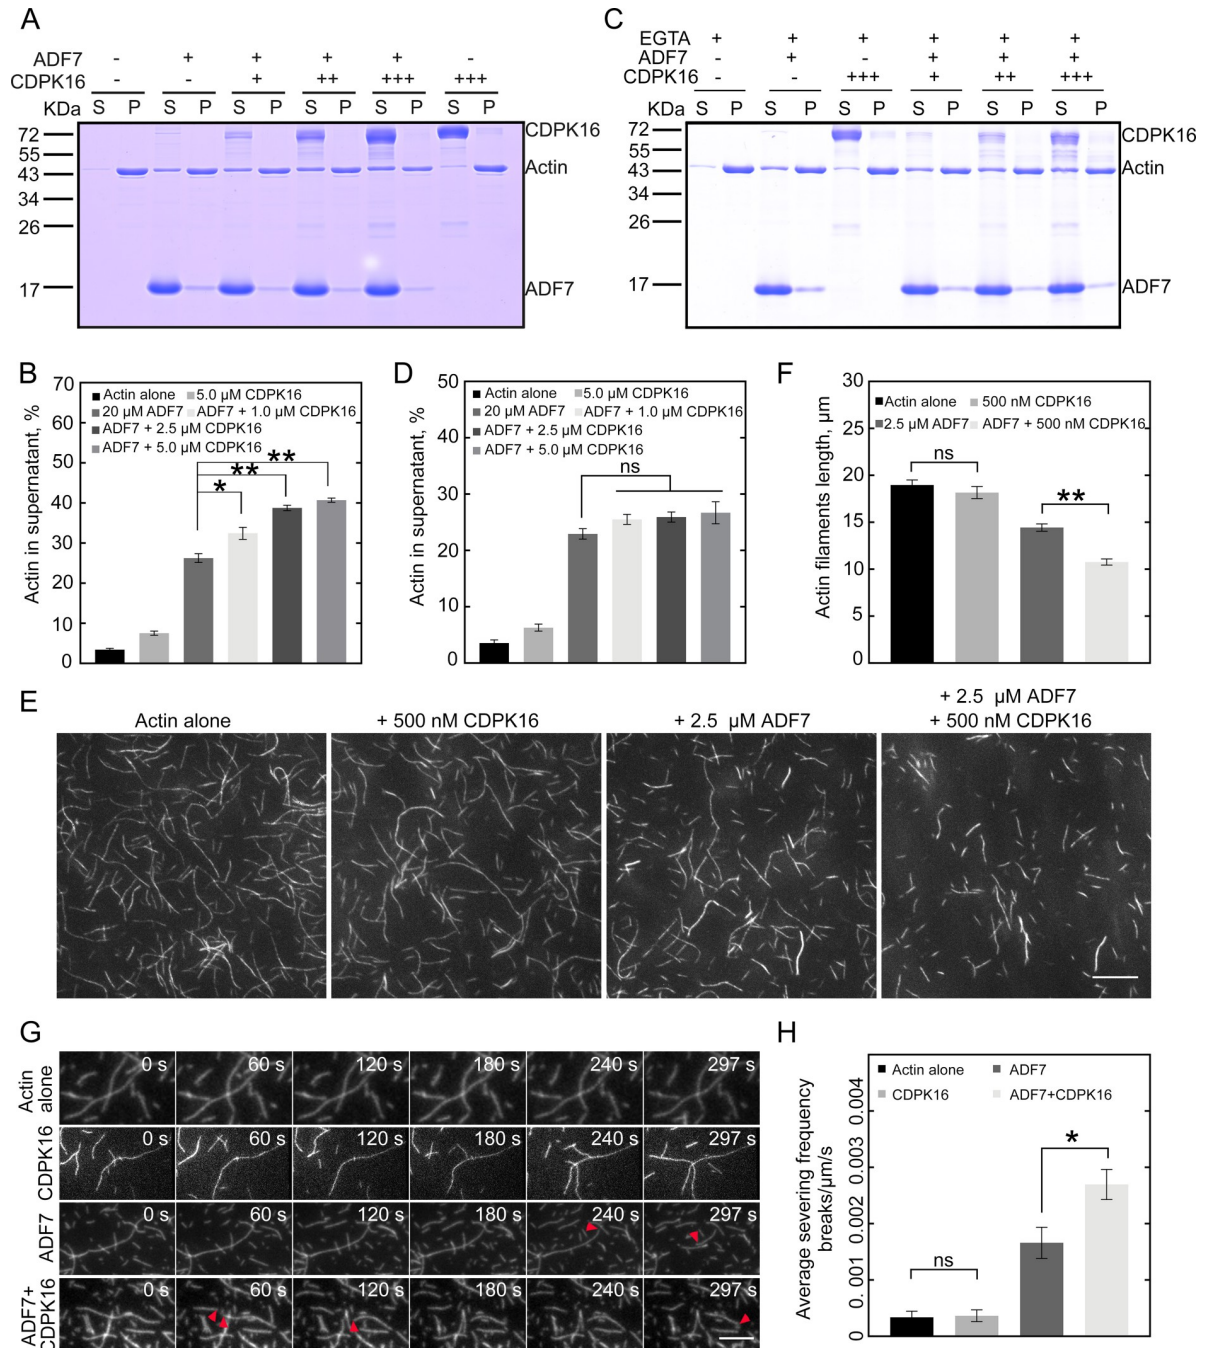 A
ADF7 - + + + + -
CDPK16 - - + ++ +++ +++
KDa S P S P S P S P S P S P
72
55
43
34
26
17
CDPK16
Actin
ADF7
C
EGTA + + + + + +
ADF7 - + - + + +
CDPK16 - - +++ + ++ +++
KDa S P S P S P S P S P S P
72
55
43
34
26
17
CDPK16
Actin
ADF7
B
Actin in supernatant, %
70
60
50
40
30
20
10
0
Actin alone
5.0 µM CDPK16
20 µM ADF7
ADF7 + 1.0 µM CDPK16
ADF7 + 2.5 µM CDPK16
ADF7 + 5.0 µM CDPK16
**
**
*
D
Actin in supernatant, %
50
40
30
20
10
0
Actin alone
5.0 µM CDPK16
20 µM ADF7
ADF7 + 1.0 µM CDPK16
ADF7 + 2.5 µM CDPK16
ADF7 + 5.0 µM CDPK16
ns
F
Actin filaments length, µm
30
25
20
15
10
5
0
Actin alone
500 nM CDPK16
2.5 µM ADF7
ADF7 + 500 nM CDPK16
ns
**
E
Actin alone
+ 500 nM CDPK16
+ 2.5 µM ADF7
+ 2.5 µM ADF7
+ 500 nM CDPK16
G
Actin
alone
0 s 60 s 120 s 180 s 240 s 297 s
CDPK16
0 s 60 s 120 s 180 s 240 s 297 s
ADF7
0 s 60 s 120 s 180 s 240 s 297 s
ADF7+
CDPK16
0 s 60 s 120 s 180 s 240 s 297 s
H
Average severing frequency
breaks/µm/s
0.004
0.003
0.002
0.001
0
Actin alone
ADF7
CDPK16
ADF7+CDPK16
ns
*